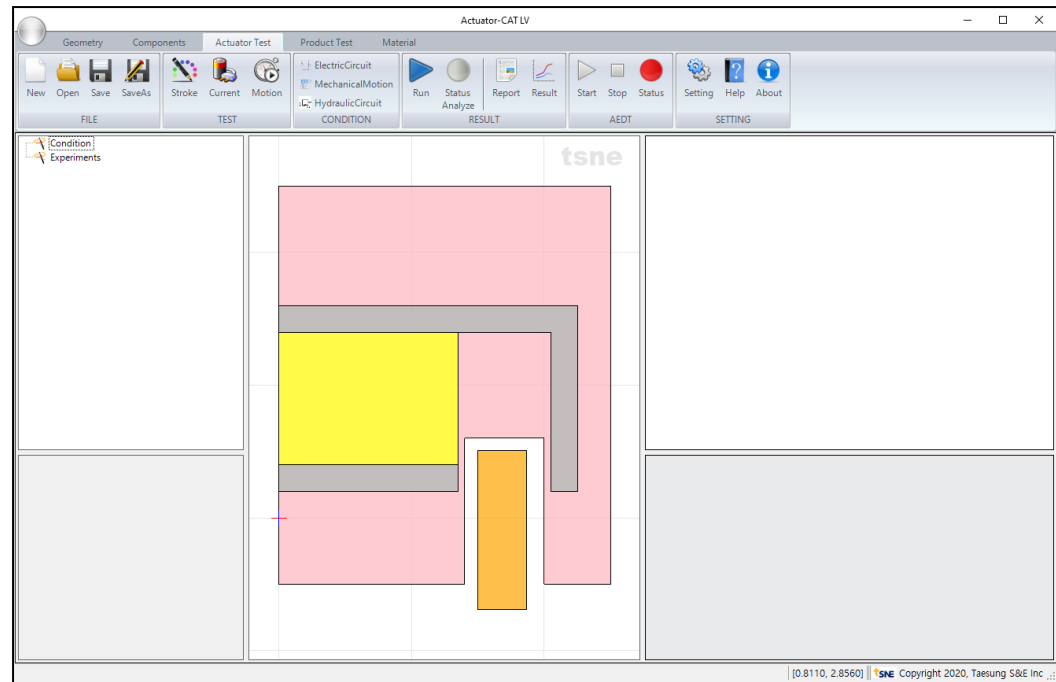 Actuator-CAT LV
Geometry Components Actuator Test Product Test Material
New Open Save SaveAs
FILE
Stroke Current Motion
TEST
ElectricCircuit
MechanicalMotion
HydraulicCircuit
CONDITION
Run Status Analyze Report Result
RESULT
Start Stop Status
AEDT
Setting Help About
SETTING
Condition
Experiments
tsne
[0.8110, 2.8560] TSNE Copyright 2020, Taesung S&E Inc